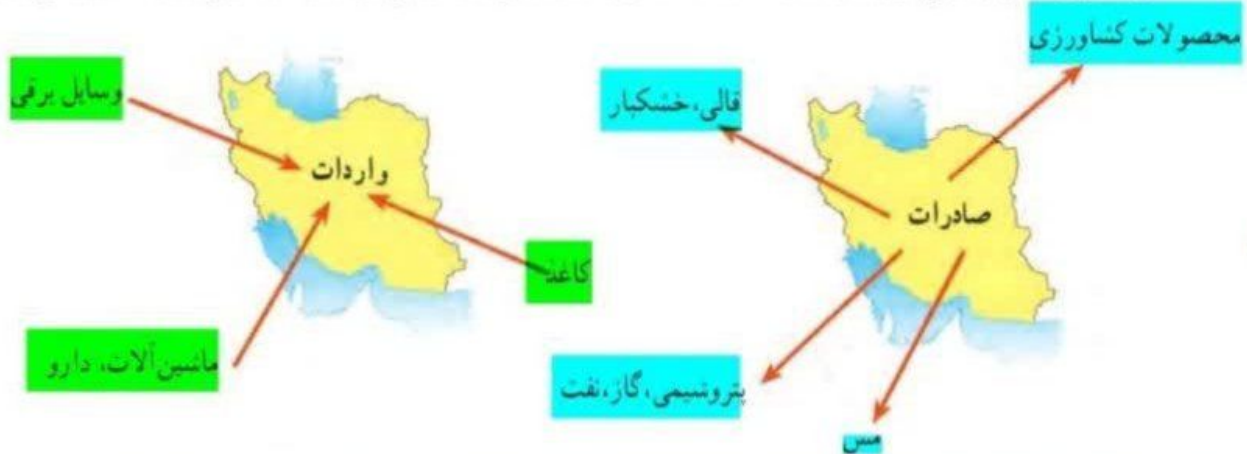 محصولات کشاورزی
قالی، خشکبار
صادرات
پتروشیمی، گاز، نفت
مس
وسایل برقی
واردات
کاغذ
ماشین‌آلات، دارو